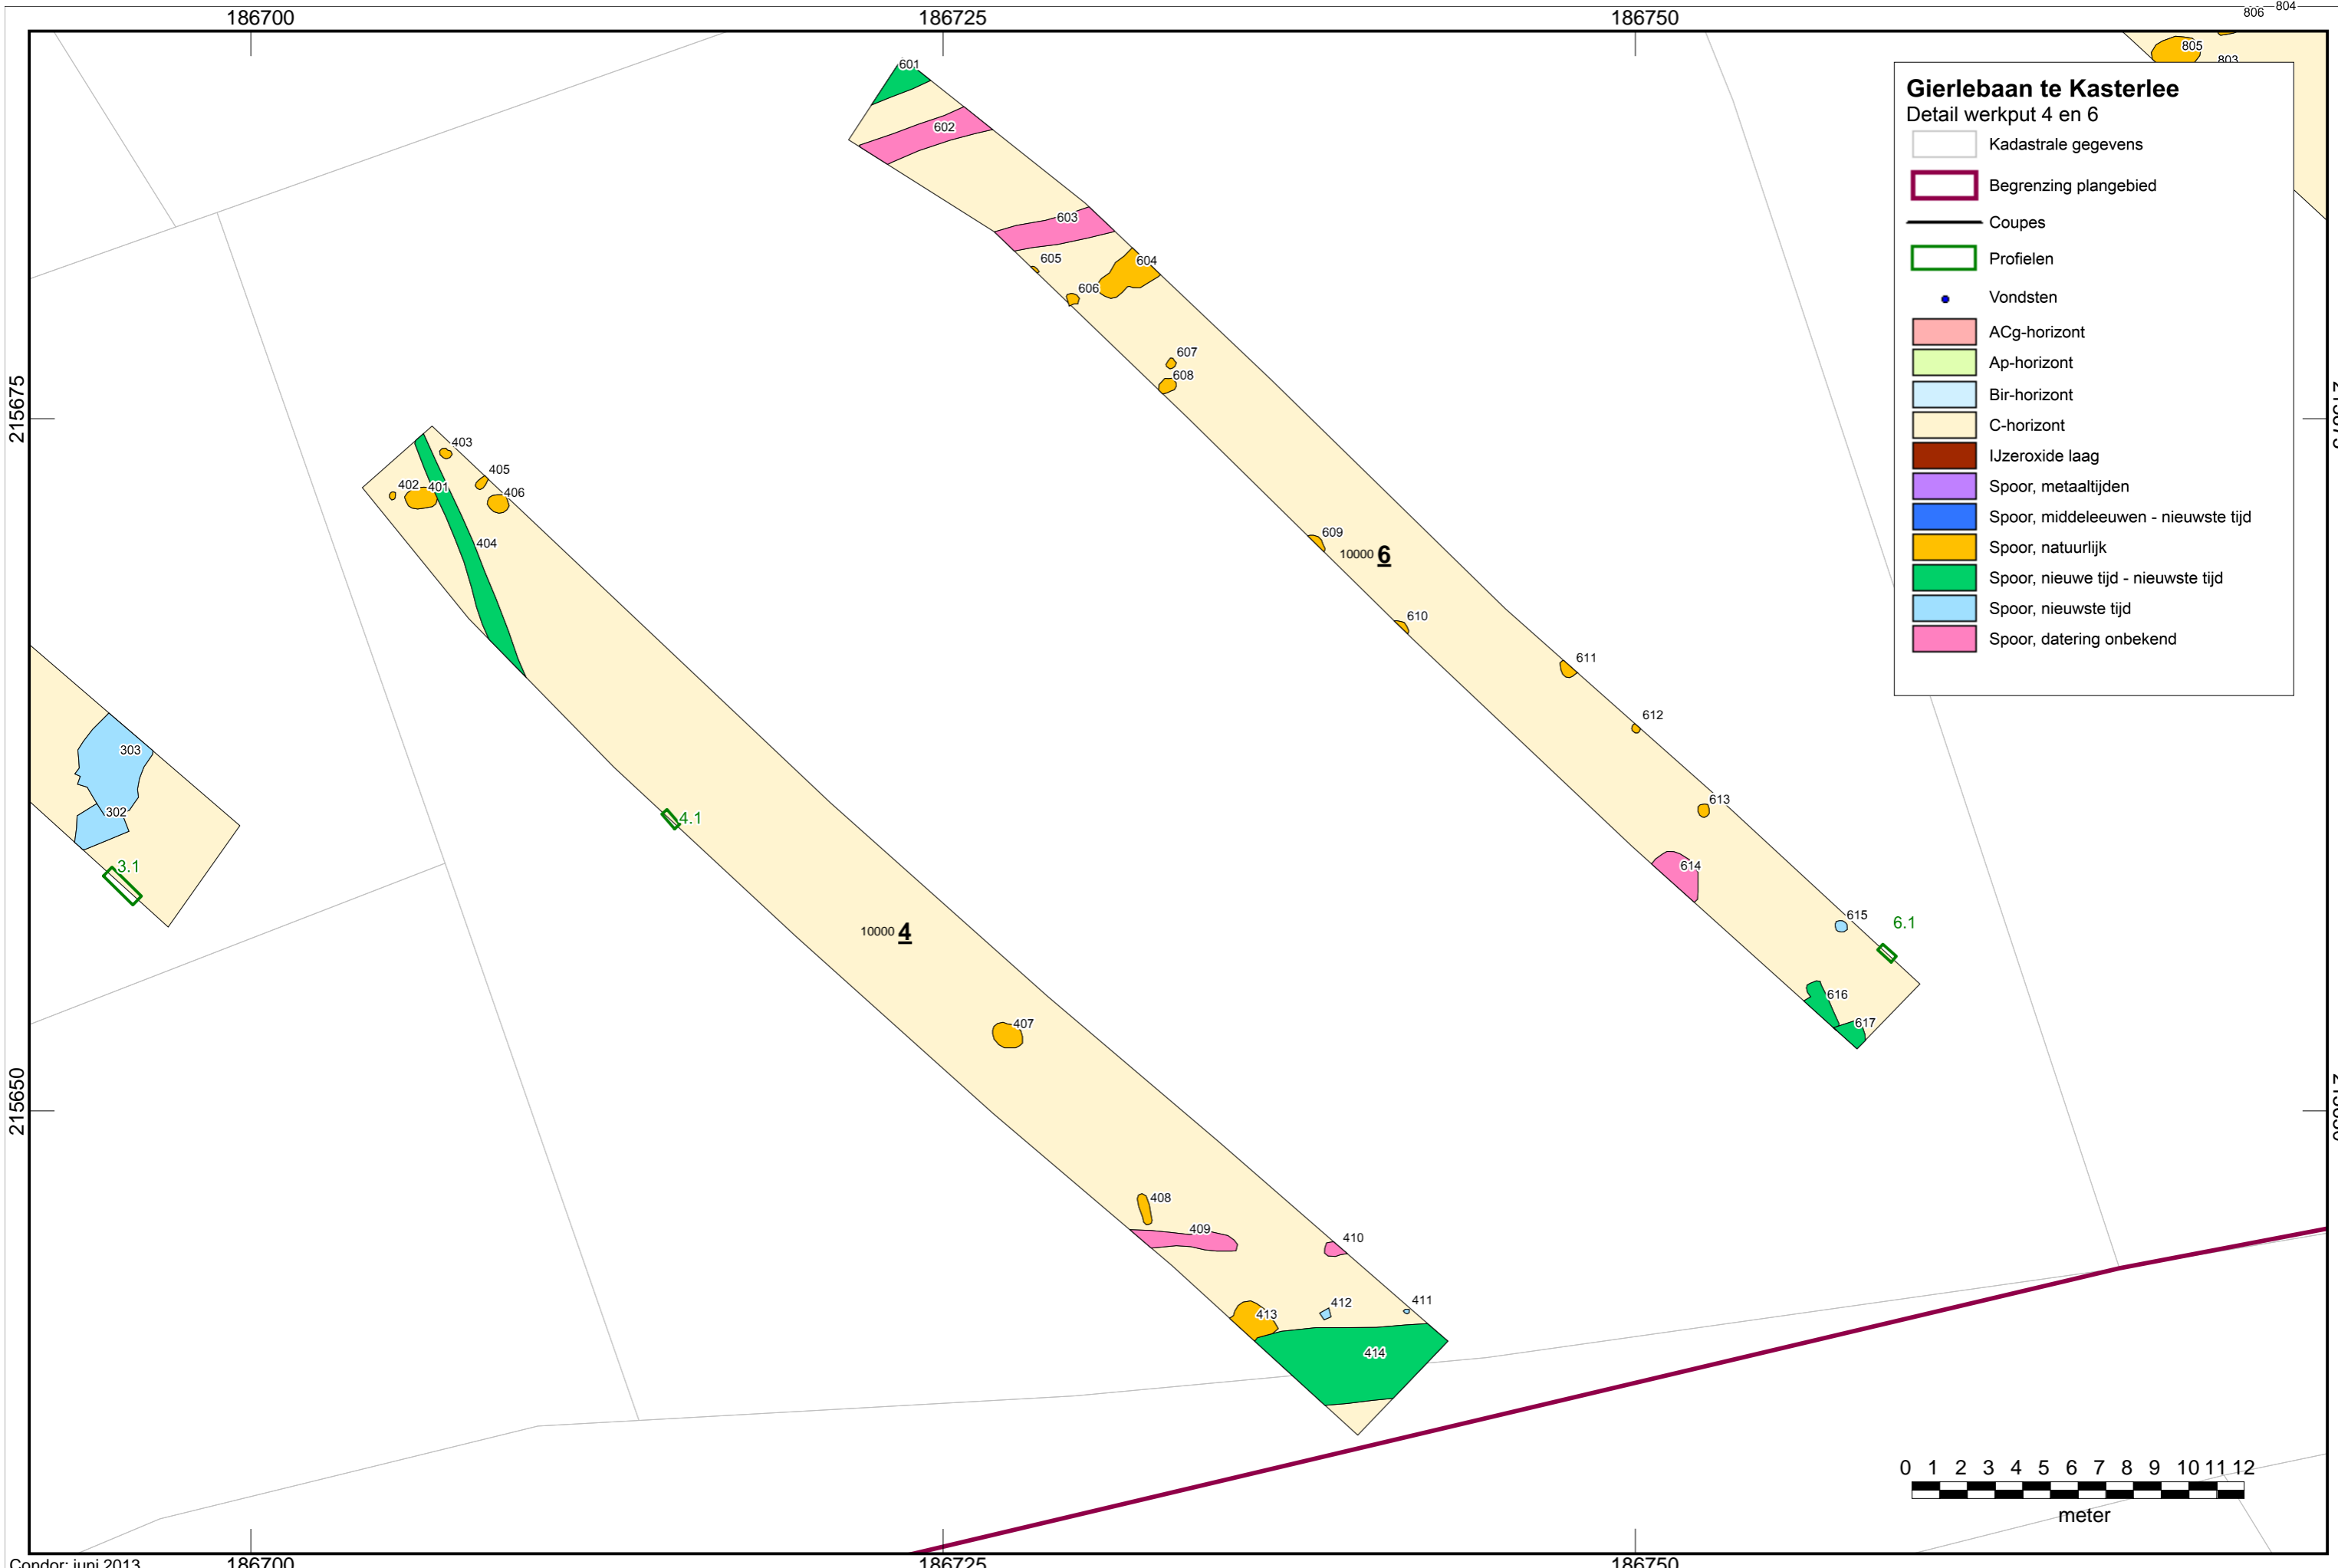 186700
186725
186750
806
804
805
803
Gierlebaan te Kasterlee
Detail werkput 4 en 6
Kadastrale gegevens
Begrenzing plangebied
Coupes
Profielen
Vondsten
ACg-horizont
Ap-horizont
Bir-horizont
C-horizont
IJzeroxide laag
Spoor, metaaltijden
Spoor, middeleeuwen - nieuwste tijd
Spoor, natuurlijk
Spoor, nieuwe tijd - nieuwste tijd
Spoor, nieuwste tijd
Spoor, datering onbekend
601
602
603
604
605
606
607
608
215675
403
405
402
401
406
404
609
10000 6
610
611
612
303
302
3.1
4.1
613
614
615
6.1
10000 4
616
617
407
215650
408
409
410
411
412
413
414
0 1 2 3 4 5 6 7 8 9 10 11 12
meter
186700
186725
186750
Condor: juni 2013